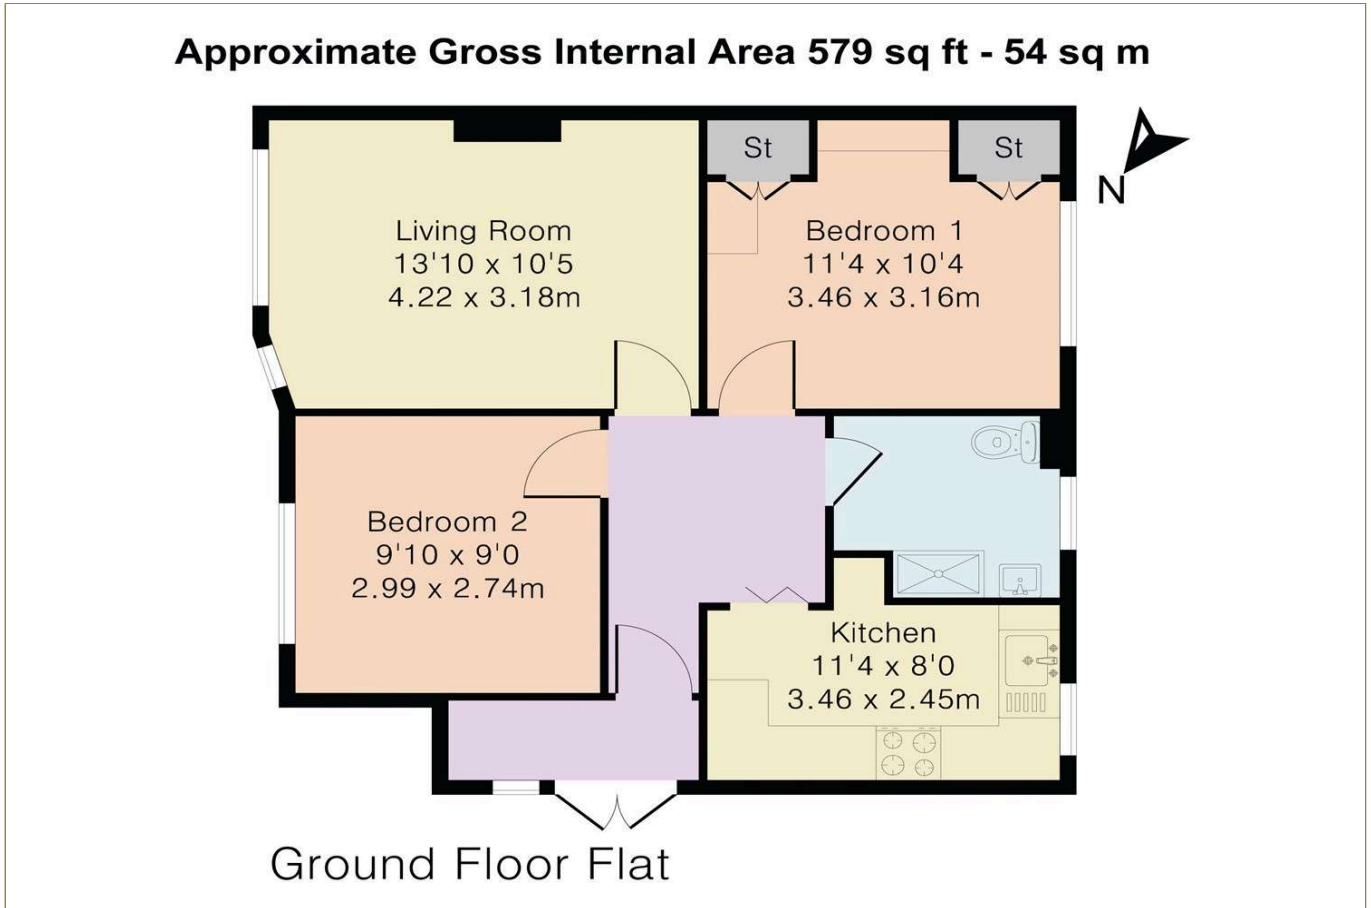 Approximate Gross Internal Area 579 sq ft - 54 sq m
St
St
N
Living Room
13'10 x 10'5
4.22 x 3.18m
Bedroom 1
11'4 x 10'4
3.46 x 3.16m
Bedroom 2
9'10 x 9'0
2.99 x 2.74m
Kitchen
11'4 x 8'0
3.46 x 2.45m
Ground Floor Flat